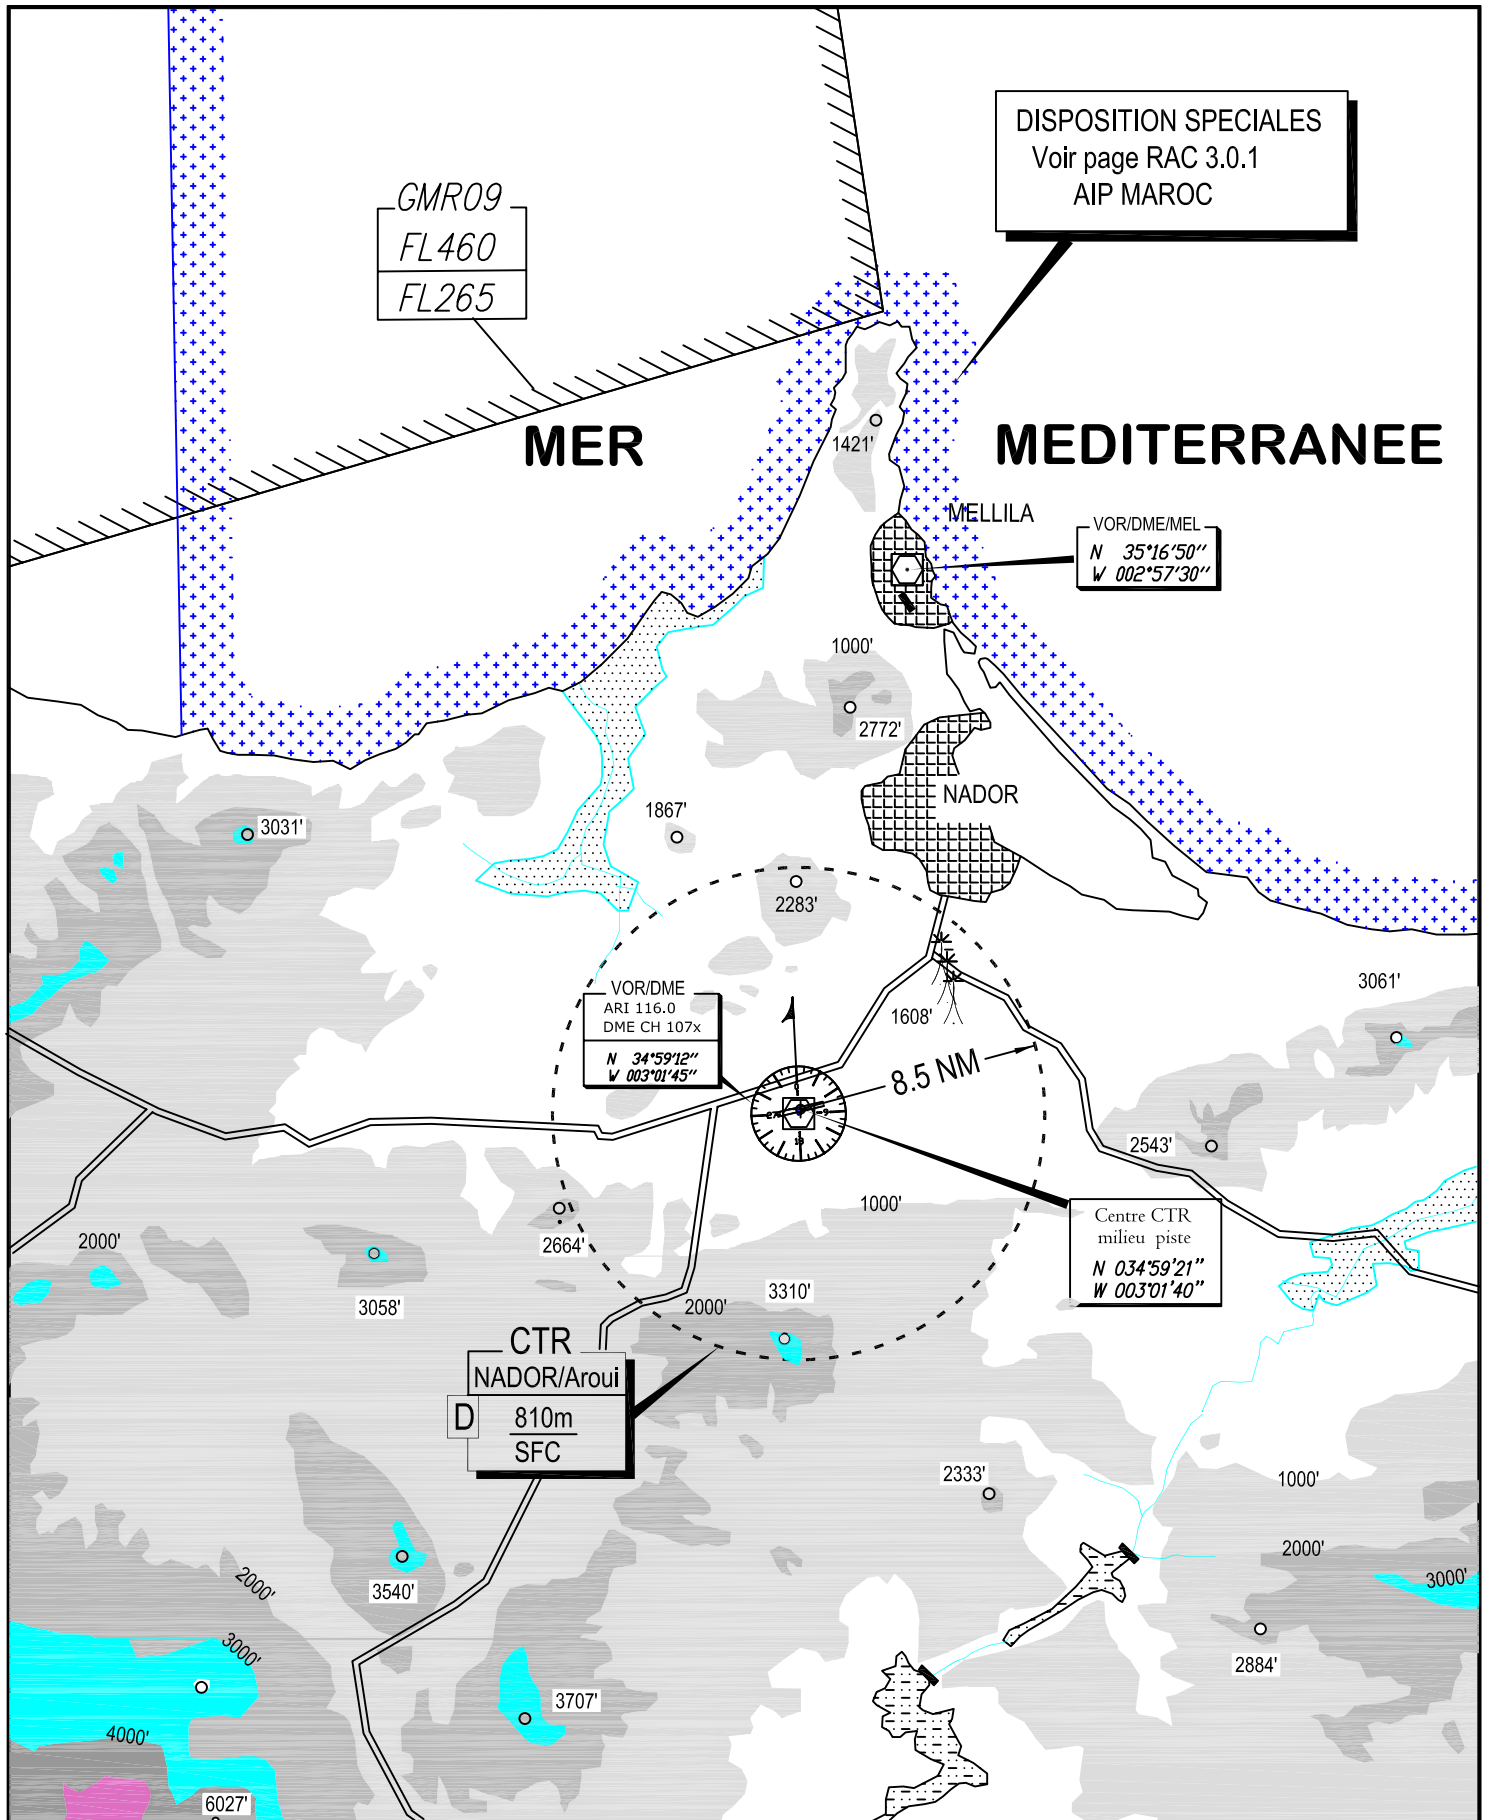 DISPOSITION SPECIALES
Voir page RAC 3.0.1
AIP MAROC
GMR09
FL460
FL265
MER
MEDITERRANEE
1421'
MELLILA
VOR/DME/MEL
N 35°16'50''
W 002°57'30''
1000'
2772'
NADOR
1867'
3031'
2283'
3061'
VOR/DME
ARI 116.0
DME CH 107x
N 34°59'12''
W 003°01'45''
1608'
8.5 NM
0
27
9
18
2543'
Centre CTR
milieu piste
N 034°59'21"
W 003°01'40"
1000'
2664'
2000'
3058'
3310'
2000'
CTR
NADOR/Aroui
D
810m
SFC
2333'
1000'
2000'
3000'
3540'
2000'
3000'
2884'
3707'
4000'
6027'